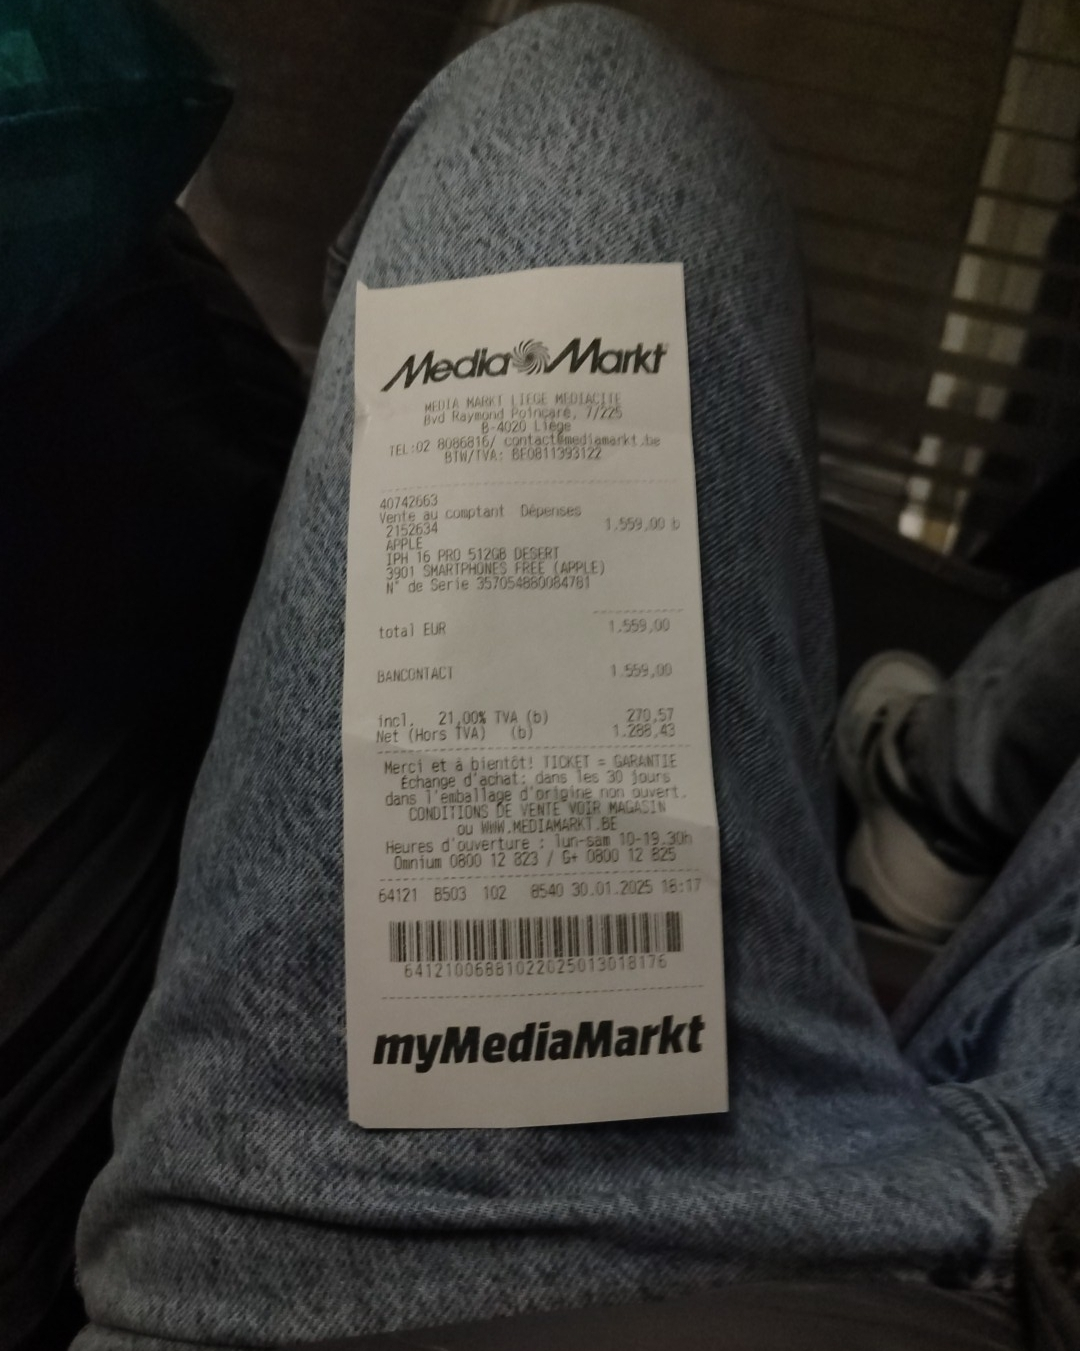 Media Markt
MEDIA MARKT LIEGE MEDIACITE
Bvd Raymond Poincare, 7/225
B-4020 Liège
TEL:02 8086816/ contact@mediamarkt.be
BTW/TVA: BE0811393122
40742663
Vente au comptant Dépenses
2152634 1.559,00 b
APPLE
IPH 16 PRO 512GB DESERT
3901 SMARTPHONES FREE (APPLE)
N° de Serie 357054880084781
total EUR 1.559,00
BANCONTACT 1.559,00
incl. 21,00% TVA (b) 270,57
Net (Hors TVA) (b) 1.288,43
Merci et à bientôt! TICKET = GARANTIE
Échange d'achat: dans les 30 jours
dans l'emballage d'origine non ouvert.
CONDITIONS DE VENTE VOIR MAGASIN
ou WWW.MEDIAMARKT.BE
Heures d'ouverture : lun-sam 10-19.30h
Omnium 0800 12 823 / G+ 0800 12 825
64121 B503 102 8540 30.01.2025 18:17
64121006881022025013018176
myMediaMarkt